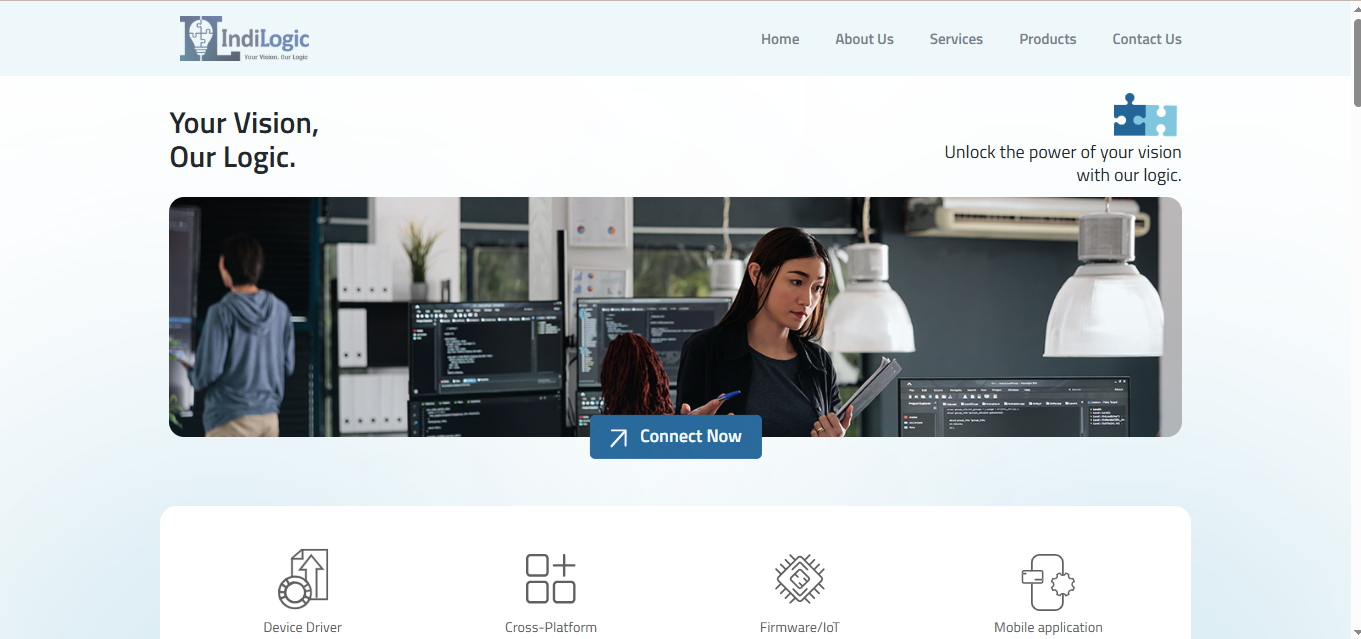 IndiLogic
Your Vision, Our Logic
Home
About Us
Services
Products
Contact Us
Your Vision,
Our Logic.
Unlock the power of your vision
with our logic.
Connect Now
Device Driver
Cross-Platform
Firmware/IoT
Mobile application